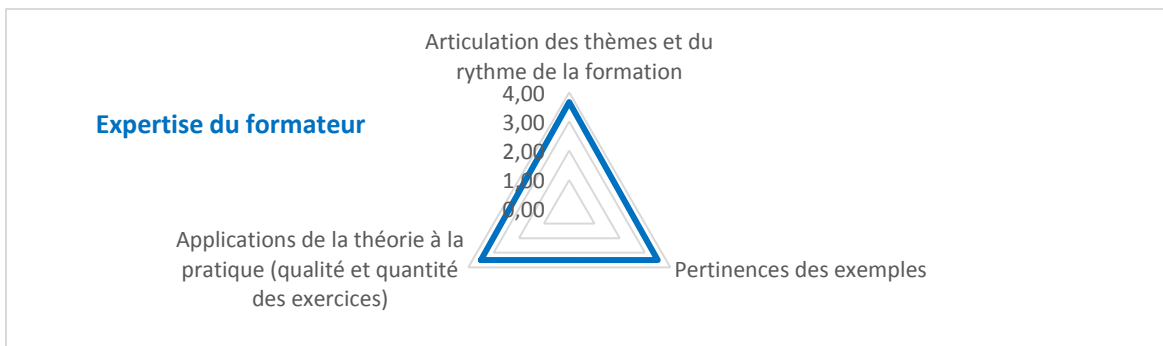 Articulation des thèmes et du
rythme de la formation
Expertise du formateur
4,00
3,00
2,00
1,00
0,00
Applications de la théorie à la
pratique (qualité et quantité
des exercices)
Pertinences des exemples